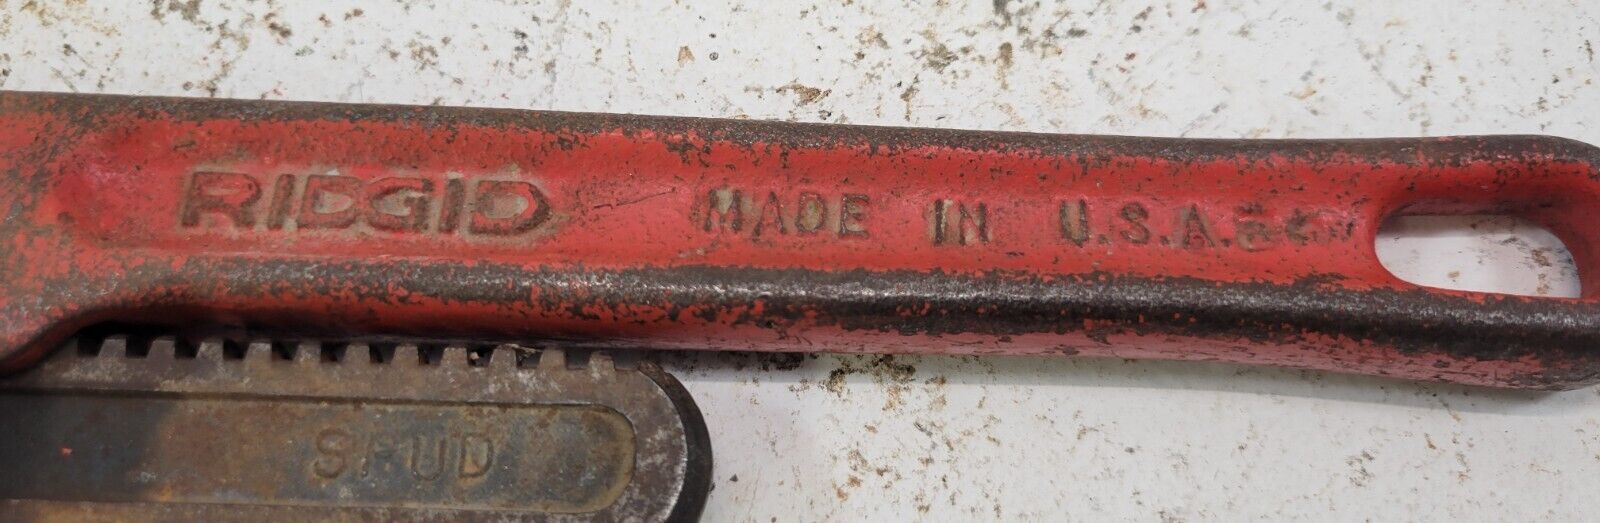 RIDGID MADE IN U.S.A.
SPUD